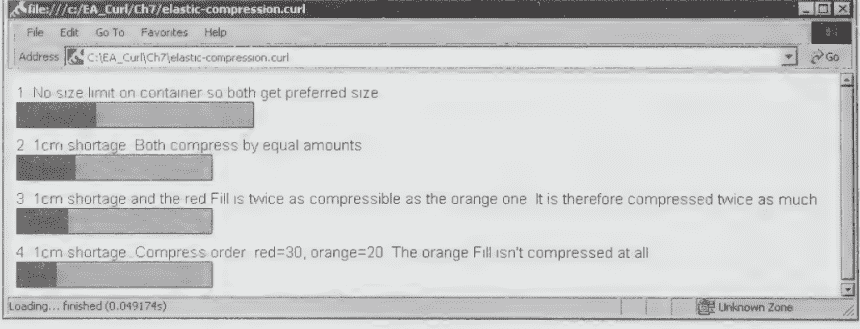 file:///c:/EA_Curl/Ch7/elastic-compression.curl
File Edit Go To Favorites Help
Address C:\EA_Curl\Ch7\elastic-compression.curl Go
1 No size limit on container so both get preferred size
2 1cm shortage Both compress by equal amounts
3 1cm shortage and the red Fill is twice as compressible as the orange one It is therefore compressed twice as much
4 1cm shortage Compress order red=30, orange=20 The orange Fill isn't compressed at all
Loading... finished (0.049174s) Unknown Zone